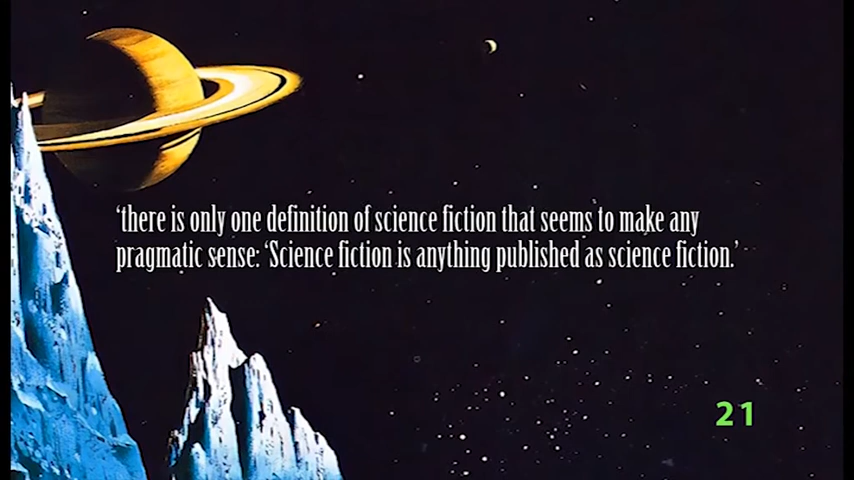 ‘there is only one definition of science fiction that seems to make any
pragmatic sense: ‘Science fiction is anything published as science fiction.’
21